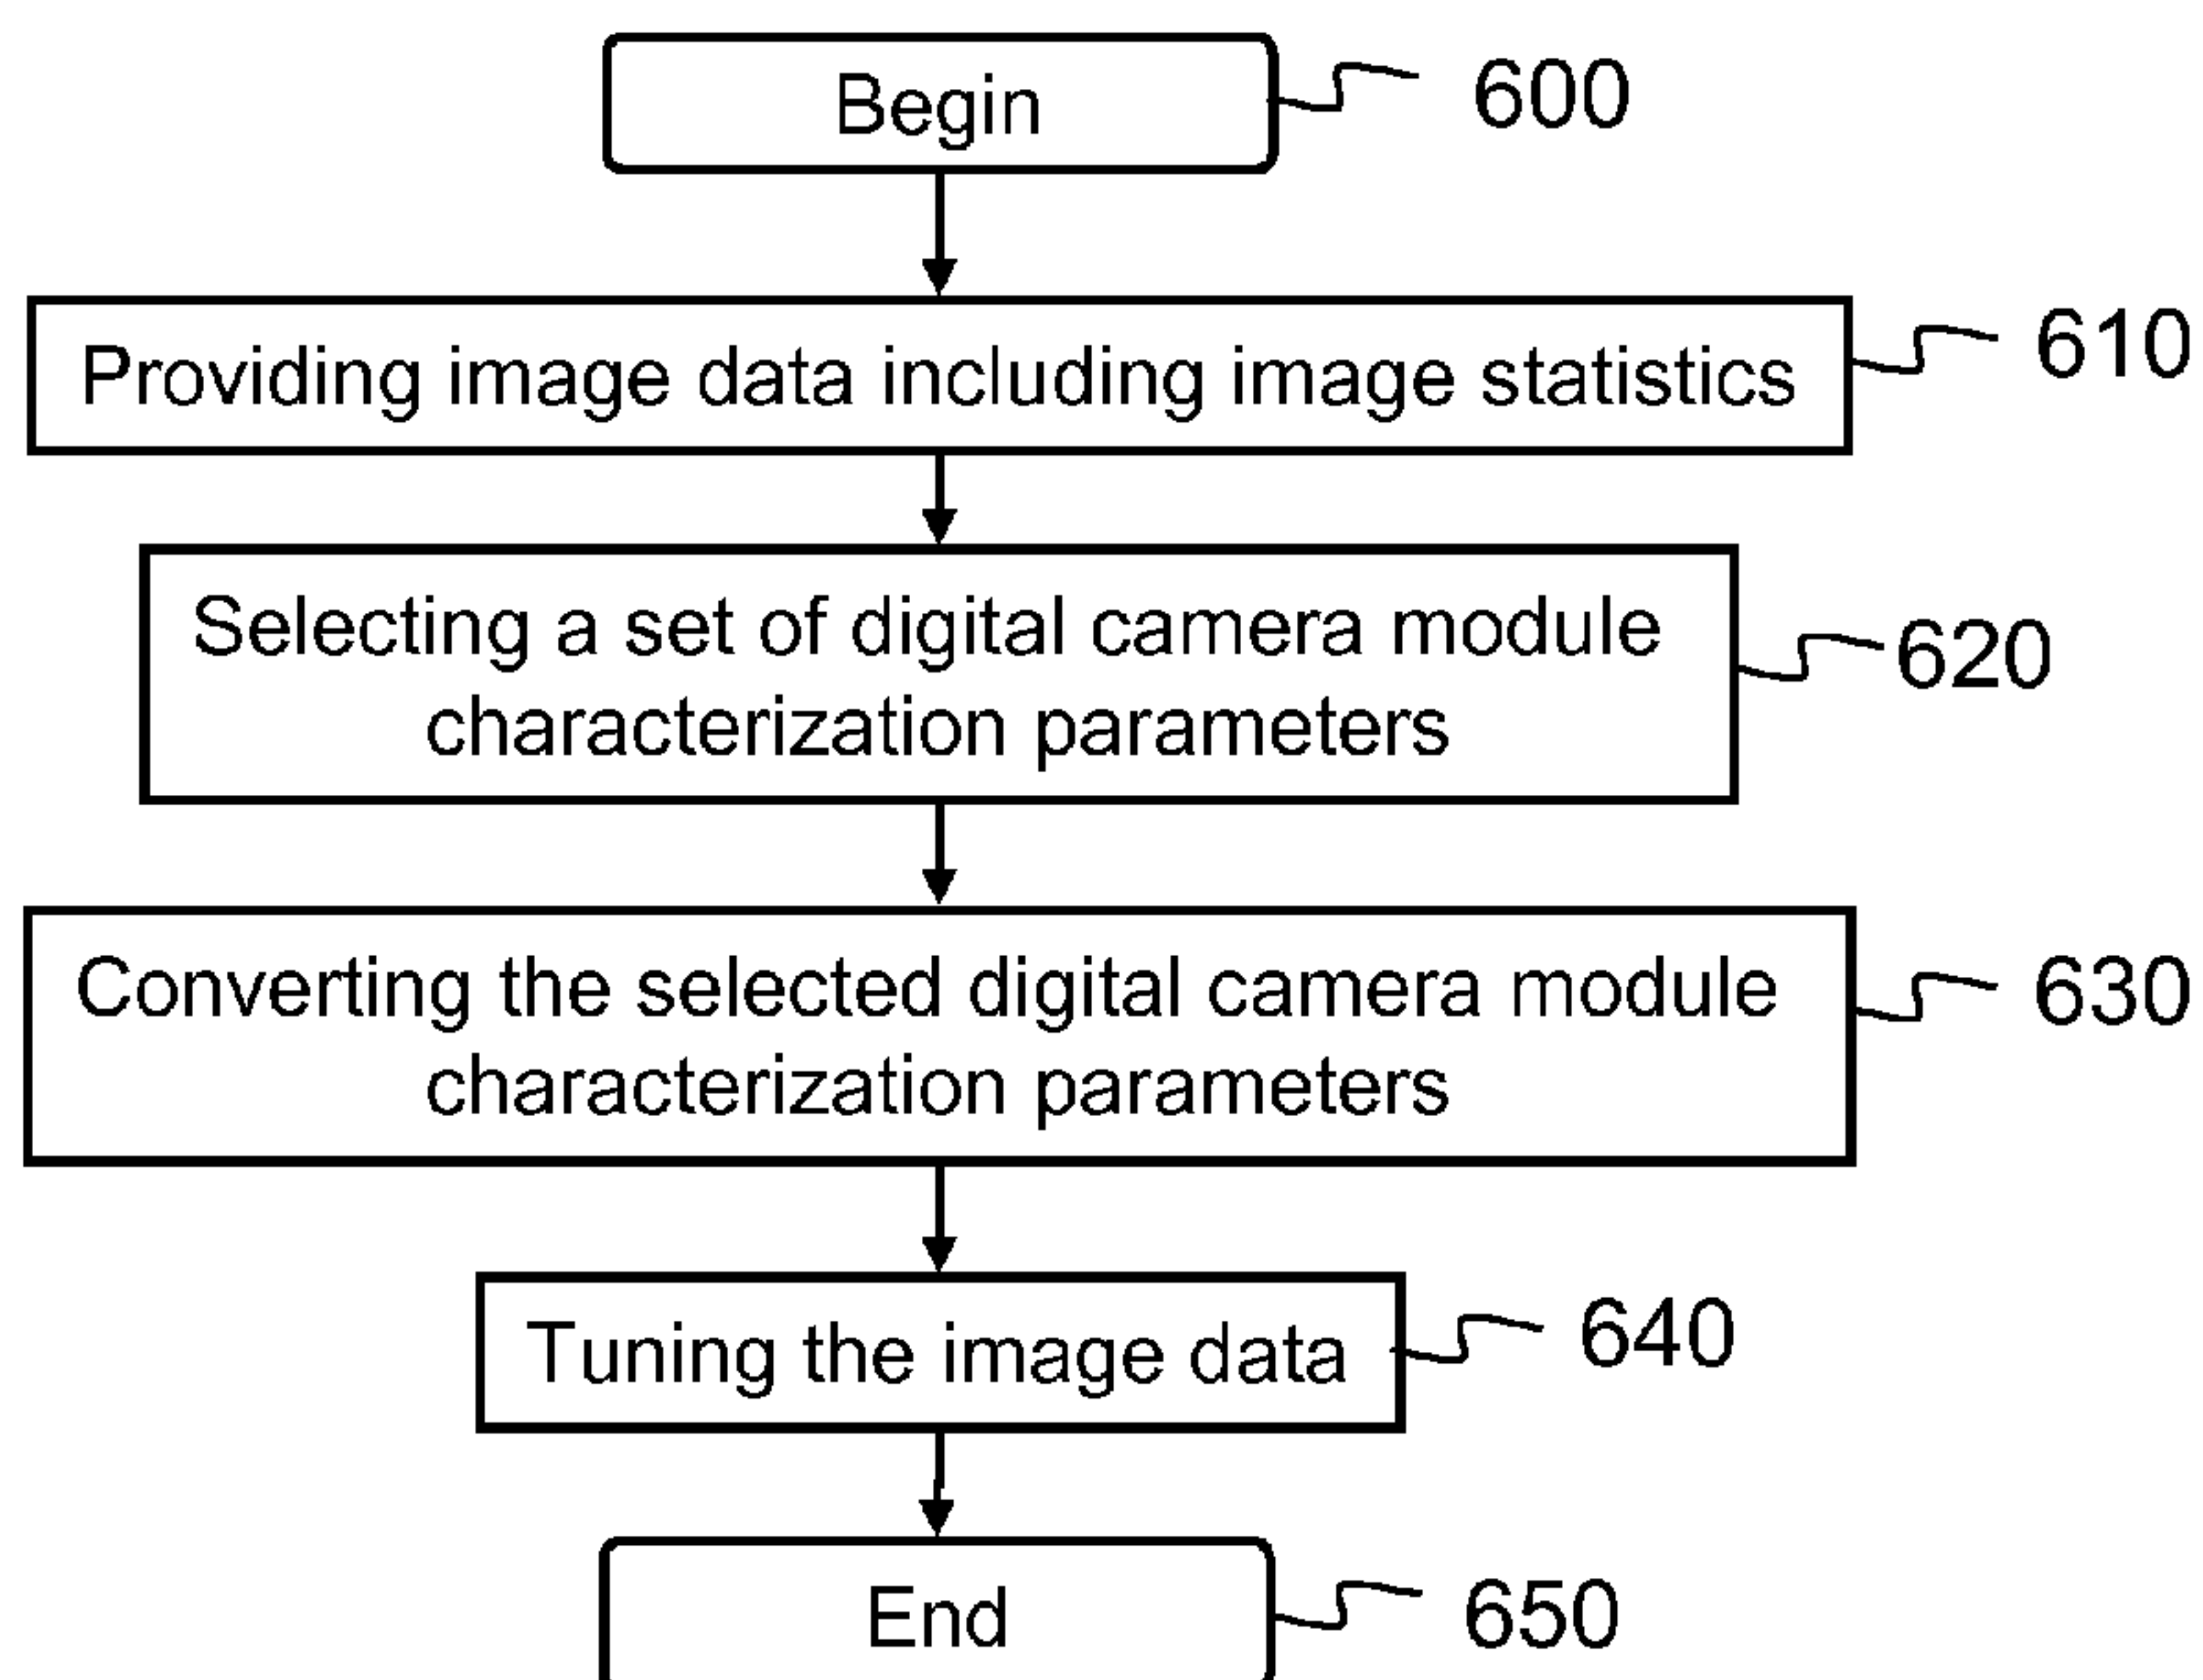 Begin
600
Providing image data including image statistics
610
Selecting a set of digital camera module
characterization parameters
620
Converting the selected digital camera module
characterization parameters
630
Tuning the image data
640
End
650